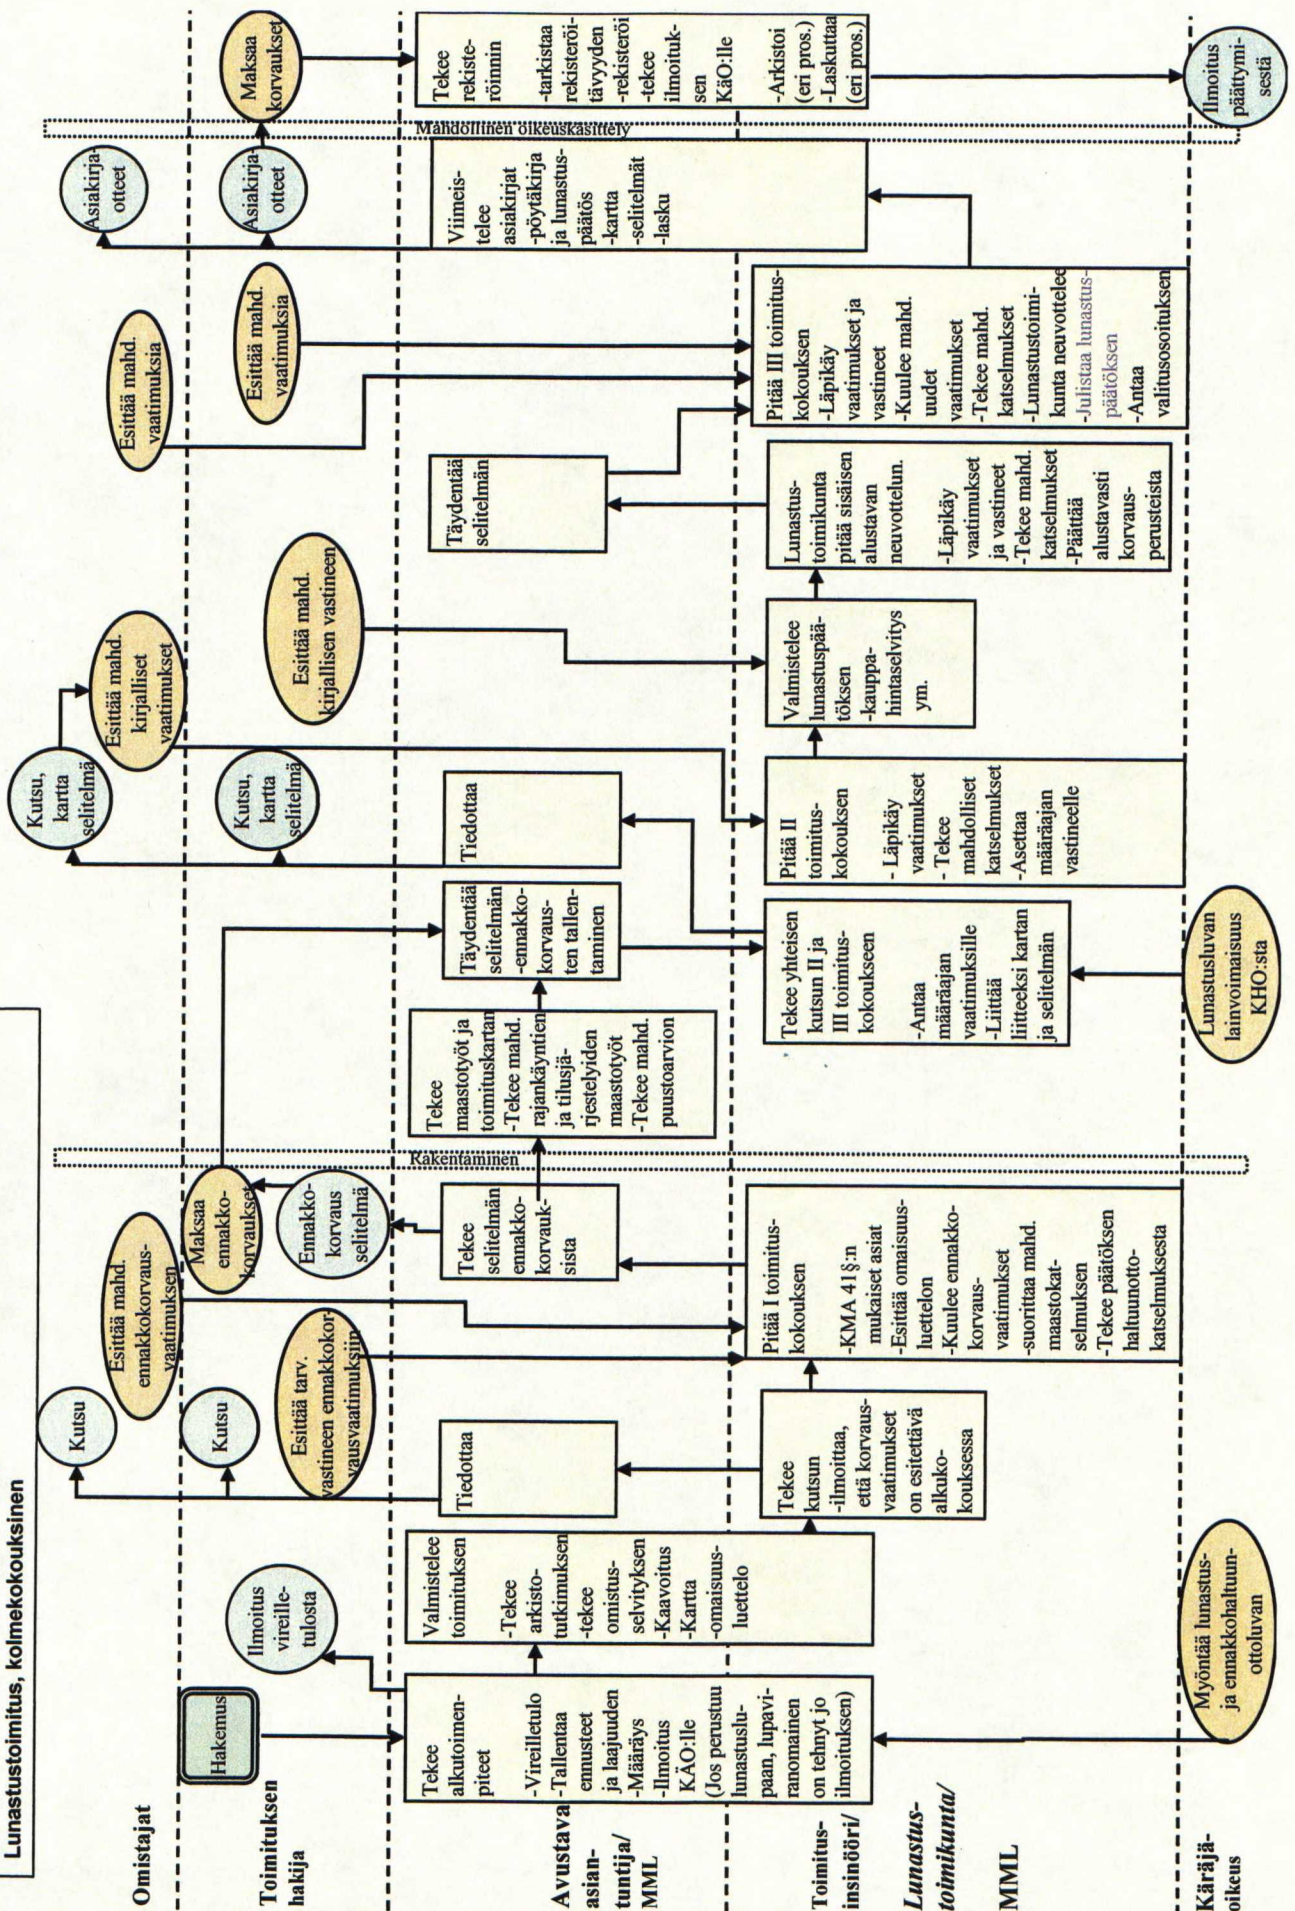 Lunastustoimitus, kolmekokouksinen
Omistajat
Toimituksen
hakija
Avustava
asian-
tuntija/
MML
Toimitus-
insinööri/
Lunastus-
toimikunta/
MML
Käräjä-
oikeus
Hakemus
Tekee
alkutoimen-
piteet
-Vireilletulo
-Talentaa
ennusteet
ja laajuuden
-Määräys
-Ilmoitus
KÄO:lle
(Jos perustuu
lunastuslu-
paan, lupavi-
ranomainen
on tehnyt jo
ilmoituksen)
Myöntää lunastus-
ja ennakkohaltuun-
ottoluvan
Ilmoitus
vireille-
tulosta
Valmistelee
toimituksen
-Tekee
arkisto-
tutkimuksen
-tekee
omistus-
selvityksen
-Kaavoitus
-Kartta
-omaisuus-
luettelo
Tekee
kutsun
-ilmoittaa,
että korvaus-
vaatimukset
on esitettävä
alkuko-
kouksessa
Tiedottaa
Kutsu
Kutsu
Esittää mahd.
ennakkokorvaus-
vaatimuksen
Esittää tarv.
vastineen ennakkokor-
vausvaatimuksiin
Pitää I toimitus-
kokouksen
-KMA 41§:n
mukaiset asiat
-Esittää omaisuus-
luettelon
-Kuulee ennakko-
korvaus-
vaatimukset
-suorittaa mahd.
maastokat-
selmuksen
-Tekee päätöksen
haltuunotto-
katselmuksesta
Tekee
selitelmän
ennakko-
korvauk-
sista
Ennakko-
korvaus
selitelmä
Maksaa
ennakko-
korvaukset
Rakentaminen
Tekee
maastotyöt ja
toimituskartan
-Tekee mahd.
rajankäyntien
ja tilusjä-
rjestelyiden
maastotyöt
-Tekee mahd.
puustoarvion
Täydentää
selitelmän
-ennakko-
korvaus-
ten tallen-
taminen
Lunastusluvan
lainvoimaisuus
KHO:sta
Tekee yhteisen
kutsun II ja
III toimitus-
kokoukseen
-Antaa
määräajan
vaatimuksille
-Liittää
liitteeksi kartan
ja selitelmän
Tiedottaa
Kutsu,
kartta
selitelmä
Kutsu,
kartta
selitelmä
Esittää mahd.
kirjalliset
vaatimukset
Pitää II
toimitus-
kokouksen
- Läpikäy
vaatimukset
-Tekee
mahdolliset
katselmukset
-Asettaa
määräajan
vastineelle
Esittää mahd.
kirjallisen vastineen
Valmistelee
lunastuspää-
töksen
-kauppa-
hintaselvitys
ym.
Lunastus-
toimikunta
pitää sisäisen
alustavan
neuvottelun.
-Läpikäy
vaatimukset
ja vastineet
-Tekee mahd.
katselmukset
-Päättää
alustavasti
korvaus-
perusteista
Täydentää
selitelmän
Esittää mahd.
vaatimuksia
Esittää mahd.
vaatimuksia
Pitää III toimitus-
kokouksen
-Läpikäy
vaatimukset ja
vastineet
-Kuulee mahd.
uudet
vaatimukset
-Tekee mahd.
katselmukset
-Lunastustoimi-
kunta neuvottelee
-Julistaa lunastus-
päätöksen
-Antaa
valitusosoituksen
Viimeis-
telee
asiakirjat
-pöytäkirja
ja lunastus-
päätös
-kartta
-selitelmät
-lasku
Asiakirja-
otteet
Asiakirja-
otteet
Mahdollinen oikeuskäsittely
Maksaa
korvaukset
Tekee
rekiste-
röinnin
-tarkistaa
rekisteröi-
tävyyden
-rekisteröi
-tekee
ilmoituk-
sen
KäO:lle
-Arkistoi
(eri pros.)
-Laskuttaa
(eri pros.)
Ilmoitus
päätymi-
sestä